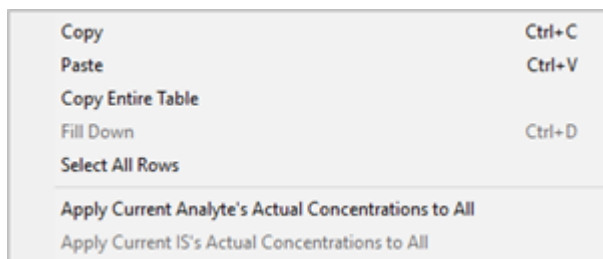 Copy Ctrl+C
Paste Ctrl+V
Copy Entire Table
Fill Down Ctrl+D
Select All Rows
Apply Current Analyte's Actual Concentrations to All
Apply Current IS's Actual Concentrations to All